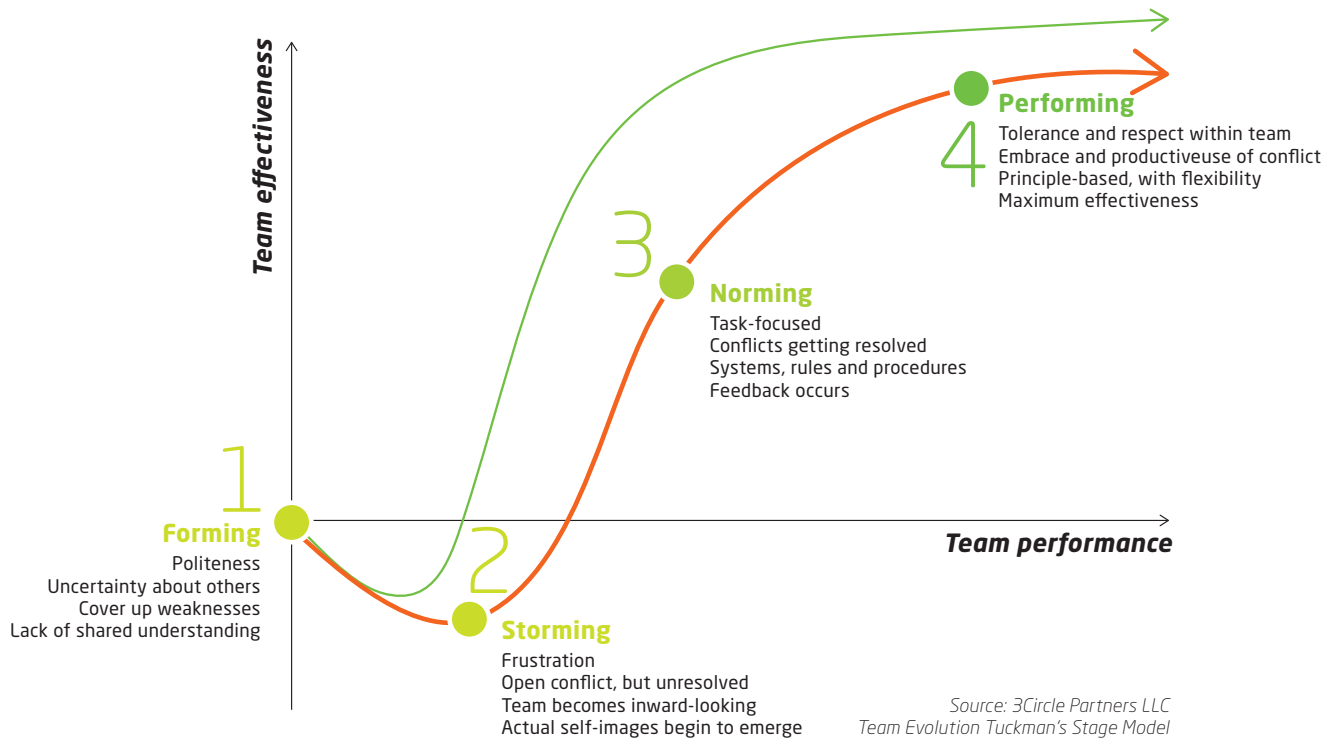 Team effectiveness
1
Forming
Politeness
Uncertainty about others
Cover up weaknesses
Lack of shared understanding
2
Storming
Frustration
Open conflict, but unresolved
Team becomes inward-looking
Actual self-images begin to emerge
3
Norming
Task-focused
Conflicts getting resolved
Systems, rules and procedures
Feedback occurs
4
Performing
Tolerance and respect within team
Embrace and productiveuse of conflict
Principle-based, with flexibility
Maximum effectiveness
Team performance
Source: 3Circle Partners LLC
Team Evolution Tuckman's Stage Model